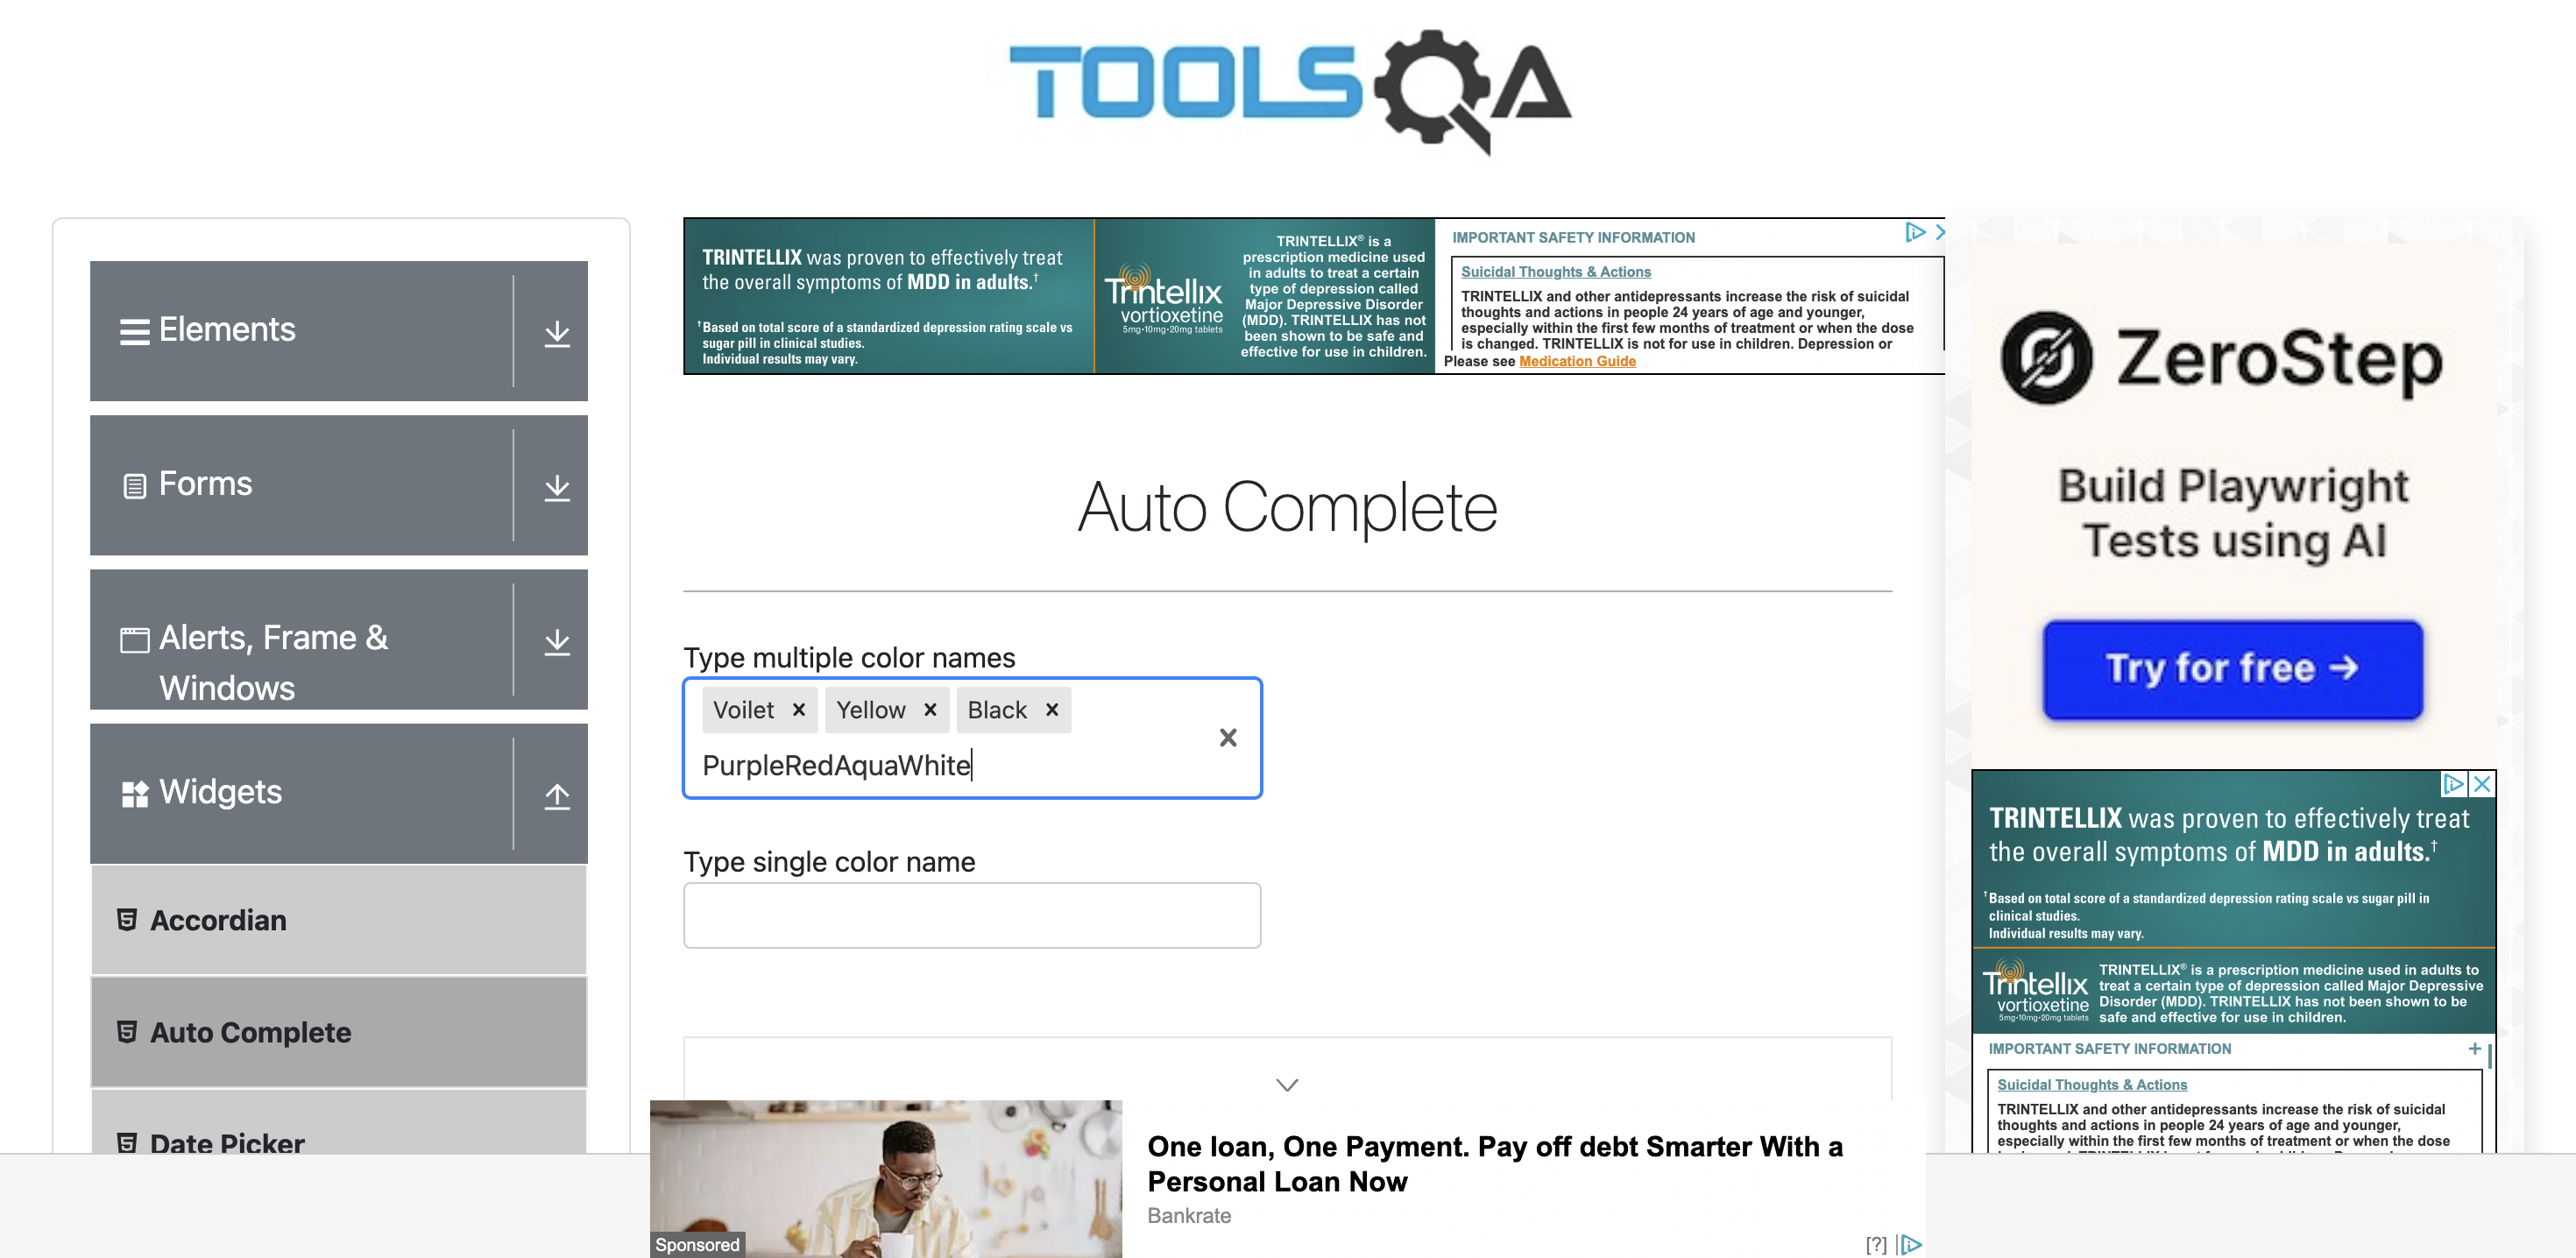 TOOLSQA
Elements
Forms
Alerts, Frame &
Windows
Widgets
Accordian
Auto Complete
Date Picker
TRINTELLIX was proven to effectively treat
the overall symptoms of MDD in adults.†
†Based on total score of a standardized depression rating scale vs
sugar pill in clinical studies.
Individual results may vary.
Trintellix
vortioxetine
5mg•10mg•20mg tablets
TRINTELLIX® is a
prescription medicine used
in adults to treat a certain
type of depression called
Major Depressive Disorder
(MDD). TRINTELLIX has not
been shown to be safe and
effective for use in children.
IMPORTANT SAFETY INFORMATION
Suicidal Thoughts & Actions
TRINTELLIX and other antidepressants increase the risk of suicidal
thoughts and actions in people 24 years of age and younger,
especially within the first few months of treatment or when the dose
is changed. TRINTELLIX is not for use in children. Depression or
Please see Medication Guide
Auto Complete
Type multiple color names
Voilet × Yellow × Black ×
PurpleRedAquaWhite
Type single color name
One loan, One Payment. Pay off debt Smarter With a
Personal Loan Now
Bankrate
Sponsored
[?]
ZeroStep
Build Playwright
Tests using AI
Try for free →
TRINTELLIX was proven to effectively treat
the overall symptoms of MDD in adults.†
†Based on total score of a standardized depression rating scale vs sugar pill in
clinical studies.
Individual results may vary.
Trintellix
vortioxetine
5mg•10mg•20mg tablets
TRINTELLIX® is a prescription medicine used in adults to
treat a certain type of depression called Major Depressive
Disorder (MDD). TRINTELLIX has not been shown to be
safe and effective for use in children.
IMPORTANT SAFETY INFORMATION +
Suicidal Thoughts & Actions
TRINTELLIX and other antidepressants increase the risk of suicidal
thoughts and actions in people 24 years of age and younger,
especially within the first few months of treatment or when the dose